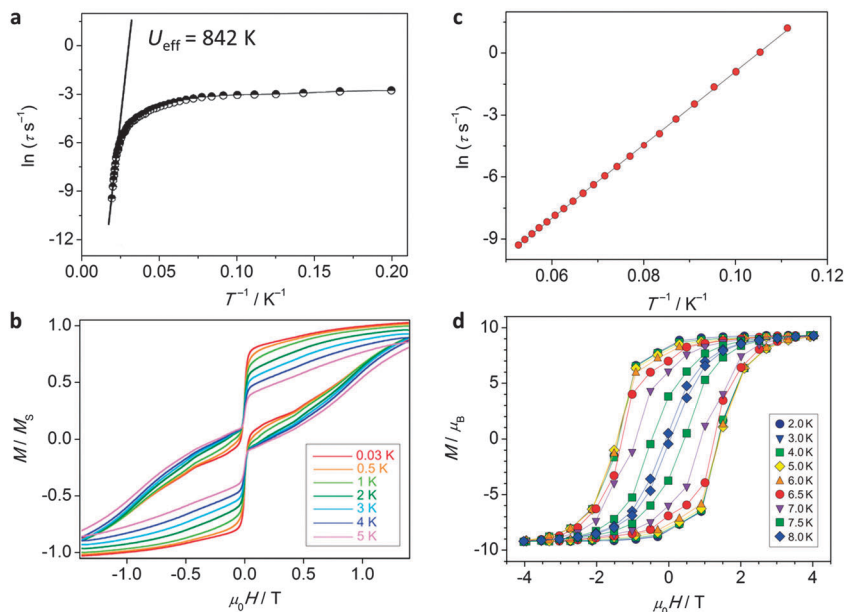 a
U_eff = 842 K
0
-3
-6
-9
-12
ln (τ s⁻¹)
0.00 0.05 0.10 0.15 0.20
T⁻¹ / K⁻¹
c
0
-3
-6
-9
ln (τ s⁻¹)
0.06 0.08 0.10 0.12
T⁻¹ / K⁻¹
b
1.0
0.5
0.0
-0.5
-1.0
M / M_S
0.03 K
0.5 K
1 K
2 K
3 K
4 K
5 K
-1.0 -0.5 0.0 0.5 1.0
μ₀H / T
d
10
5
0
-5
-10
M / μ_B
2.0 K
3.0 K
4.0 K
5.0 K
6.0 K
6.5 K
7.0 K
7.5 K
8.0 K
-4 -2 0 2 4
μ₀H / T